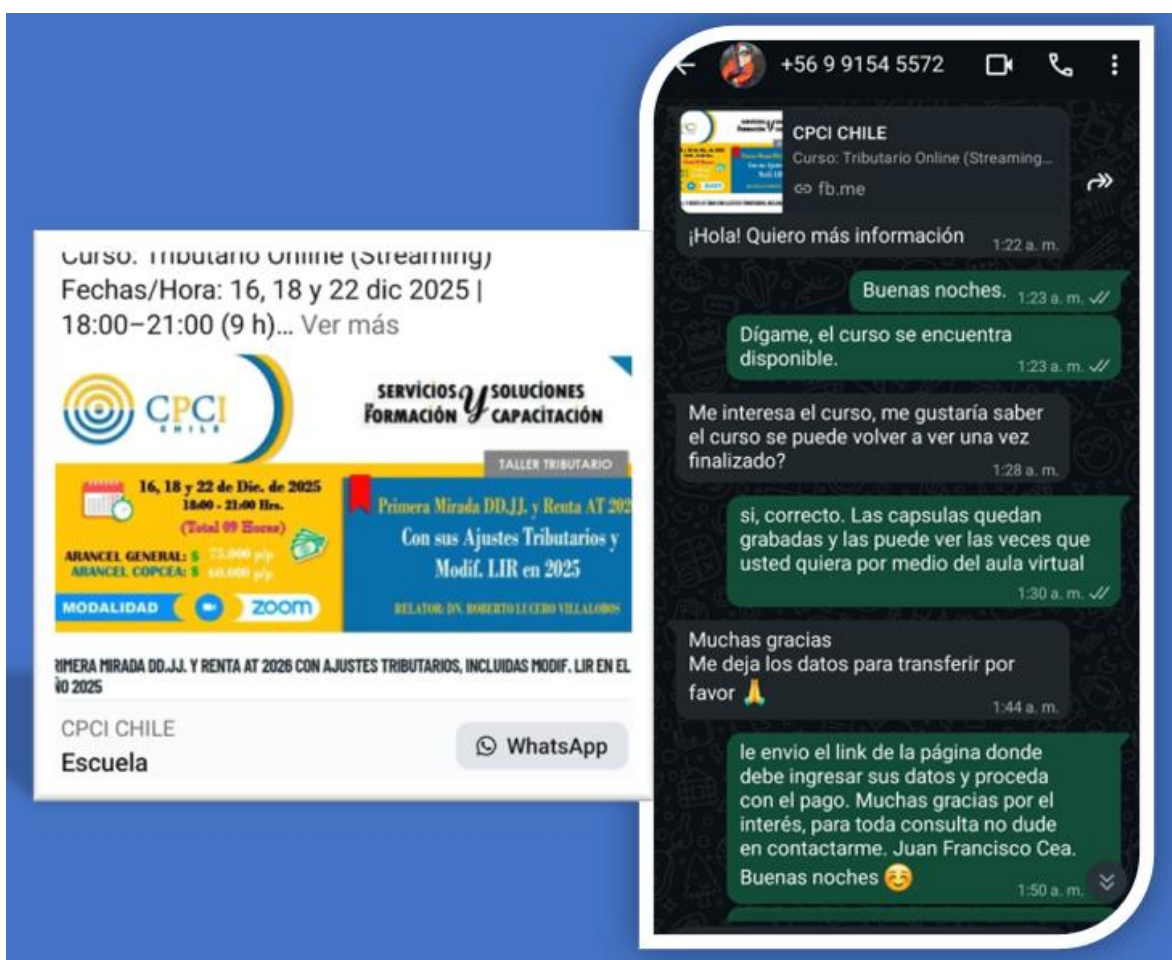 Curso: Tributario Online (Streaming)
Fechas/Hora: 16, 18 y 22 dic 2025 |
18:00–21:00 (9 h)... Ver más
CPCI
CHILE
SERVICIOS Y SOLUCIONES
FORMACIÓN CAPACITACIÓN
TALLER TRIBUTARIO
16, 18 y 22 de Dic. de 2025
18:00 - 21:00 Hrs.
(Total 09 Horas)
ARANCEL GENERAL: $ 75.000 p/p
ARANCEL COPCEA: $ 60.000 p/p
MODALIDAD
zoom
Primera Mirada DD.JJ. y Renta AT 202
Con sus Ajustes Tributarios y
Modif. LIR en 2025
RELATOR: DN. ROBERTO LUCERO VILLALOBOS
RIMERA MIRADA DD.JJ. Y RENTA AT 2026 CON AJUSTES TRIBUTARIOS, INCLUIDAS MODIF. LIR EN EL
ÑO 2025
CPCI CHILE
Escuela
WhatsApp
+56 9 9154 5572
CPCI CHILE
Curso: Tributario Online (Streaming...
fb.me
¡Hola! Quiero más información
1:22 a. m.
Buenas noches.
1:23 a. m.
Dígame, el curso se encuentra
disponible.
1:23 a. m.
Me interesa el curso, me gustaría saber
el curso se puede volver a ver una vez
finalizado?
1:28 a. m.
si, correcto. Las capsulas quedan
grabadas y las puede ver las veces que
usted quiera por medio del aula virtual
1:30 a. m.
Muchas gracias
Me deja los datos para transferir por
favor 🙏
1:44 a. m.
le envio el link de la página donde
debe ingresar sus datos y proceda
con el pago. Muchas gracias por el
interés, para toda consulta no dude
en contactarme. Juan Francisco Cea.
Buenas noches ☺️
1:50 a. m.